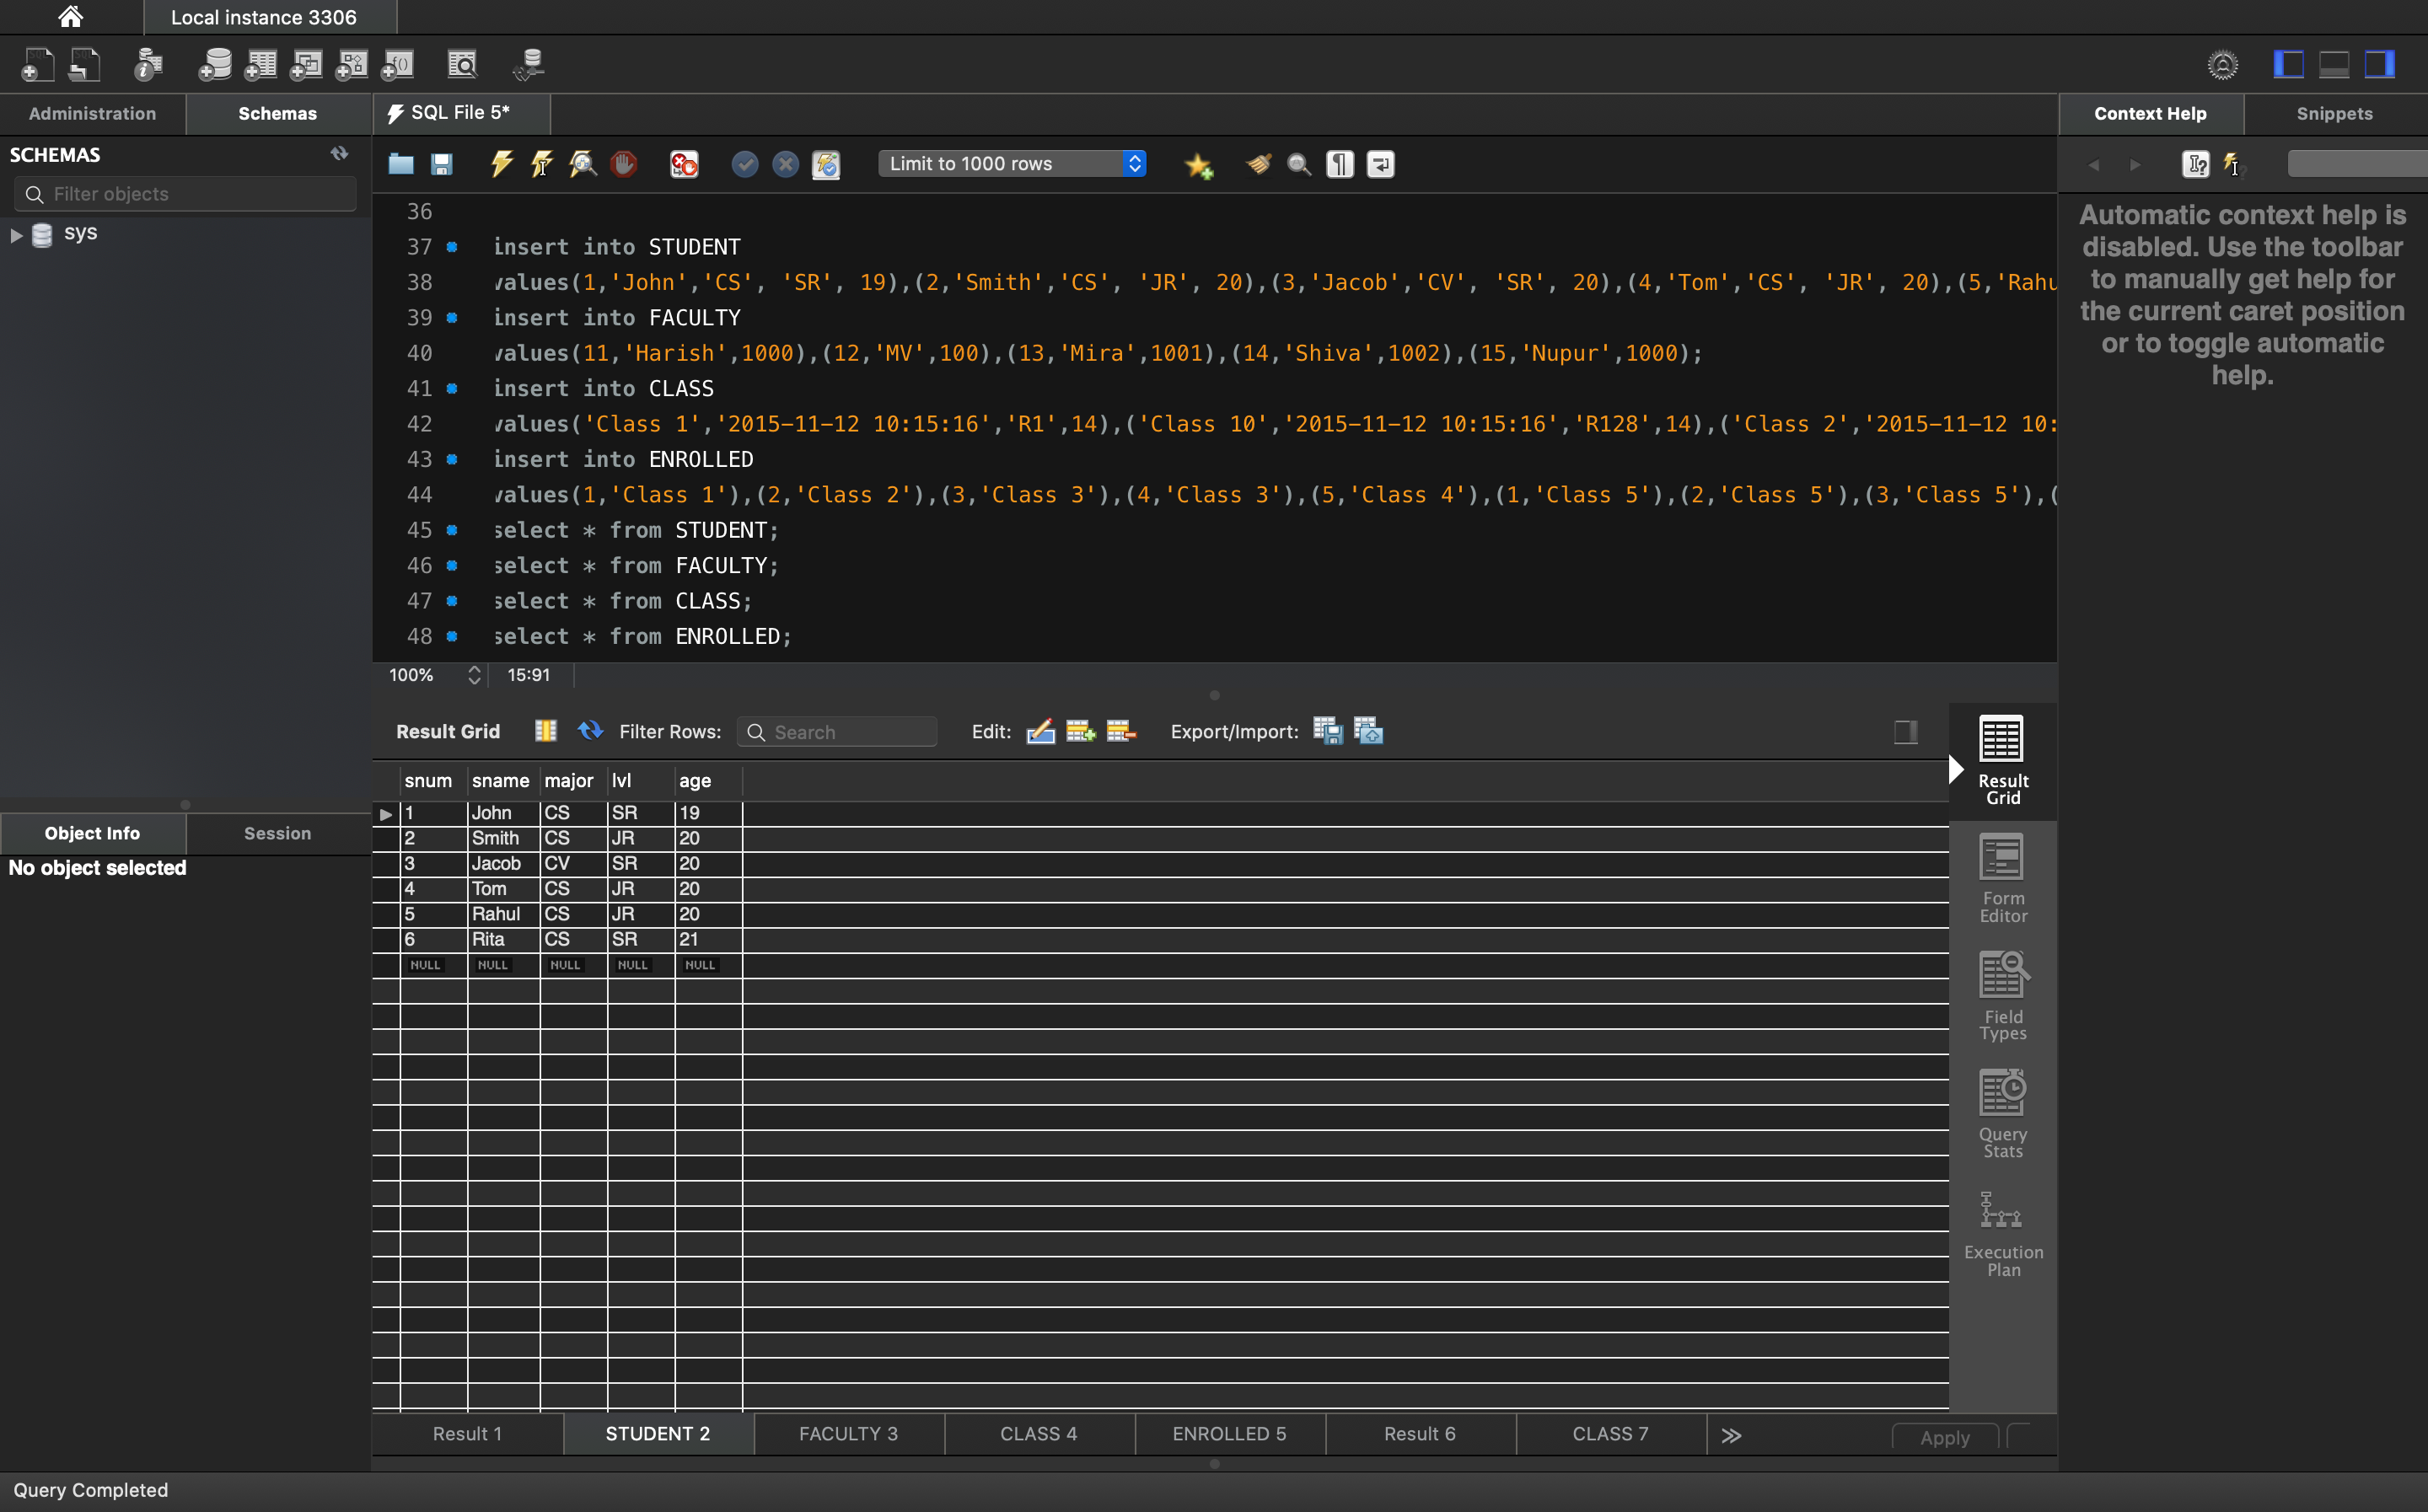 Local instance 3306
Administration Schemas
SCHEMAS
Filter objects
sys
Object Info Session
No object selected
SQL File 5*
Limit to 1000 rows
36
37 insert into STUDENT
38 values(1,'John','CS', 'SR', 19),(2,'Smith','CS', 'JR', 20),(3,'Jacob','CV', 'SR', 20),(4,'Tom','CS', 'JR', 20),(5,'Rahu
39 insert into FACULTY
40 values(11,'Harish',1000),(12,'MV',100),(13,'Mira',1001),(14,'Shiva',1002),(15,'Nupur',1000);
41 insert into CLASS
42 values('Class 1','2015-11-12 10:15:16','R1',14),('Class 10','2015-11-12 10:15:16','R128',14),('Class 2','2015-11-12 10:
43 insert into ENROLLED
44 values(1,'Class 1'),(2,'Class 2'),(3,'Class 3'),(4,'Class 3'),(5,'Class 4'),(1,'Class 5'),(2,'Class 5'),(3,'Class 5'),(
45 select * from STUDENT;
46 select * from FACULTY;
47 select * from CLASS;
48 select * from ENROLLED;
100% 15:91
Result Grid Filter Rows: Search Edit: Export/Import:
snum sname major lvl age
1 John CS SR 19
2 Smith CS JR 20
3 Jacob CV SR 20
4 Tom CS JR 20
5 Rahul CS JR 20
6 Rita CS SR 21
NULL NULL NULL NULL NULL
Result
Grid
Form
Editor
Field
Types
Query
Stats
Execution
Plan
Result 1 STUDENT 2 FACULTY 3 CLASS 4 ENROLLED 5 Result 6 CLASS 7 Apply
Context Help Snippets
Automatic context help is
disabled. Use the toolbar
to manually get help for
the current caret position
or to toggle automatic
help.
Query Completed